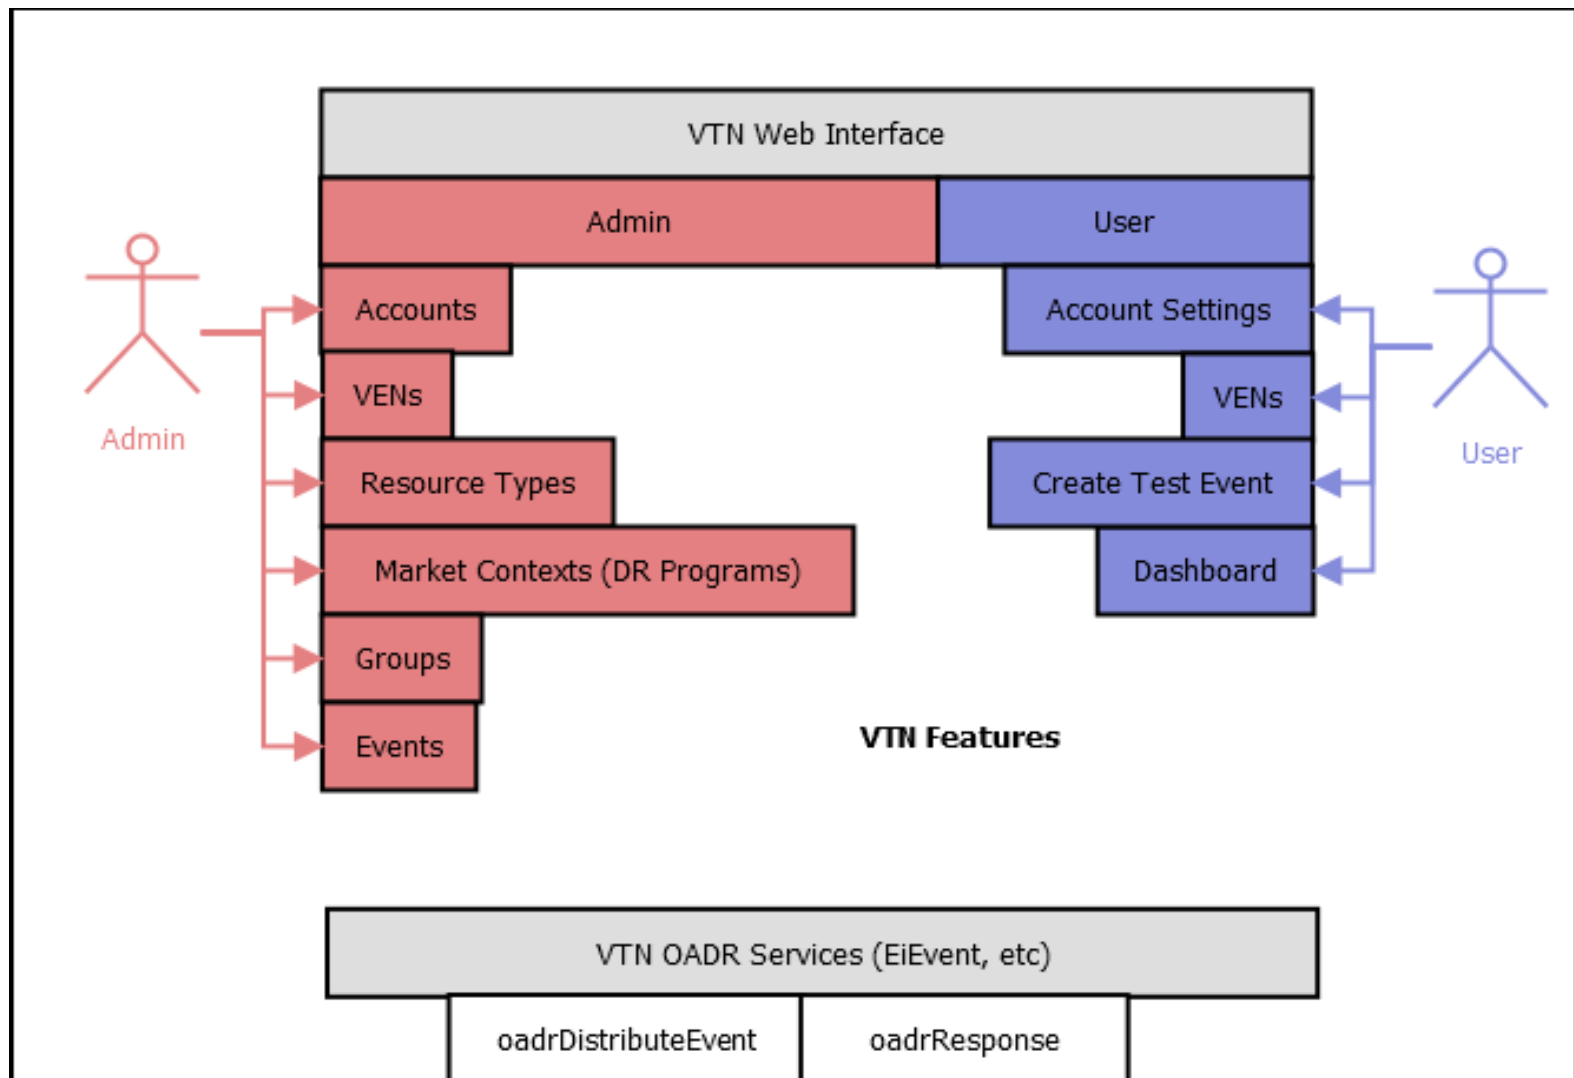 VTN Web Interface
Admin
User
Accounts
Account Settings
VENs
VENs
Admin
User
Resource Types
Create Test Event
Market Contexts (DR Programs)
Dashboard
Groups
Events
VTN Features
VTN OADR Services (EiEvent, etc)
oadrDistributeEvent
oadrResponse